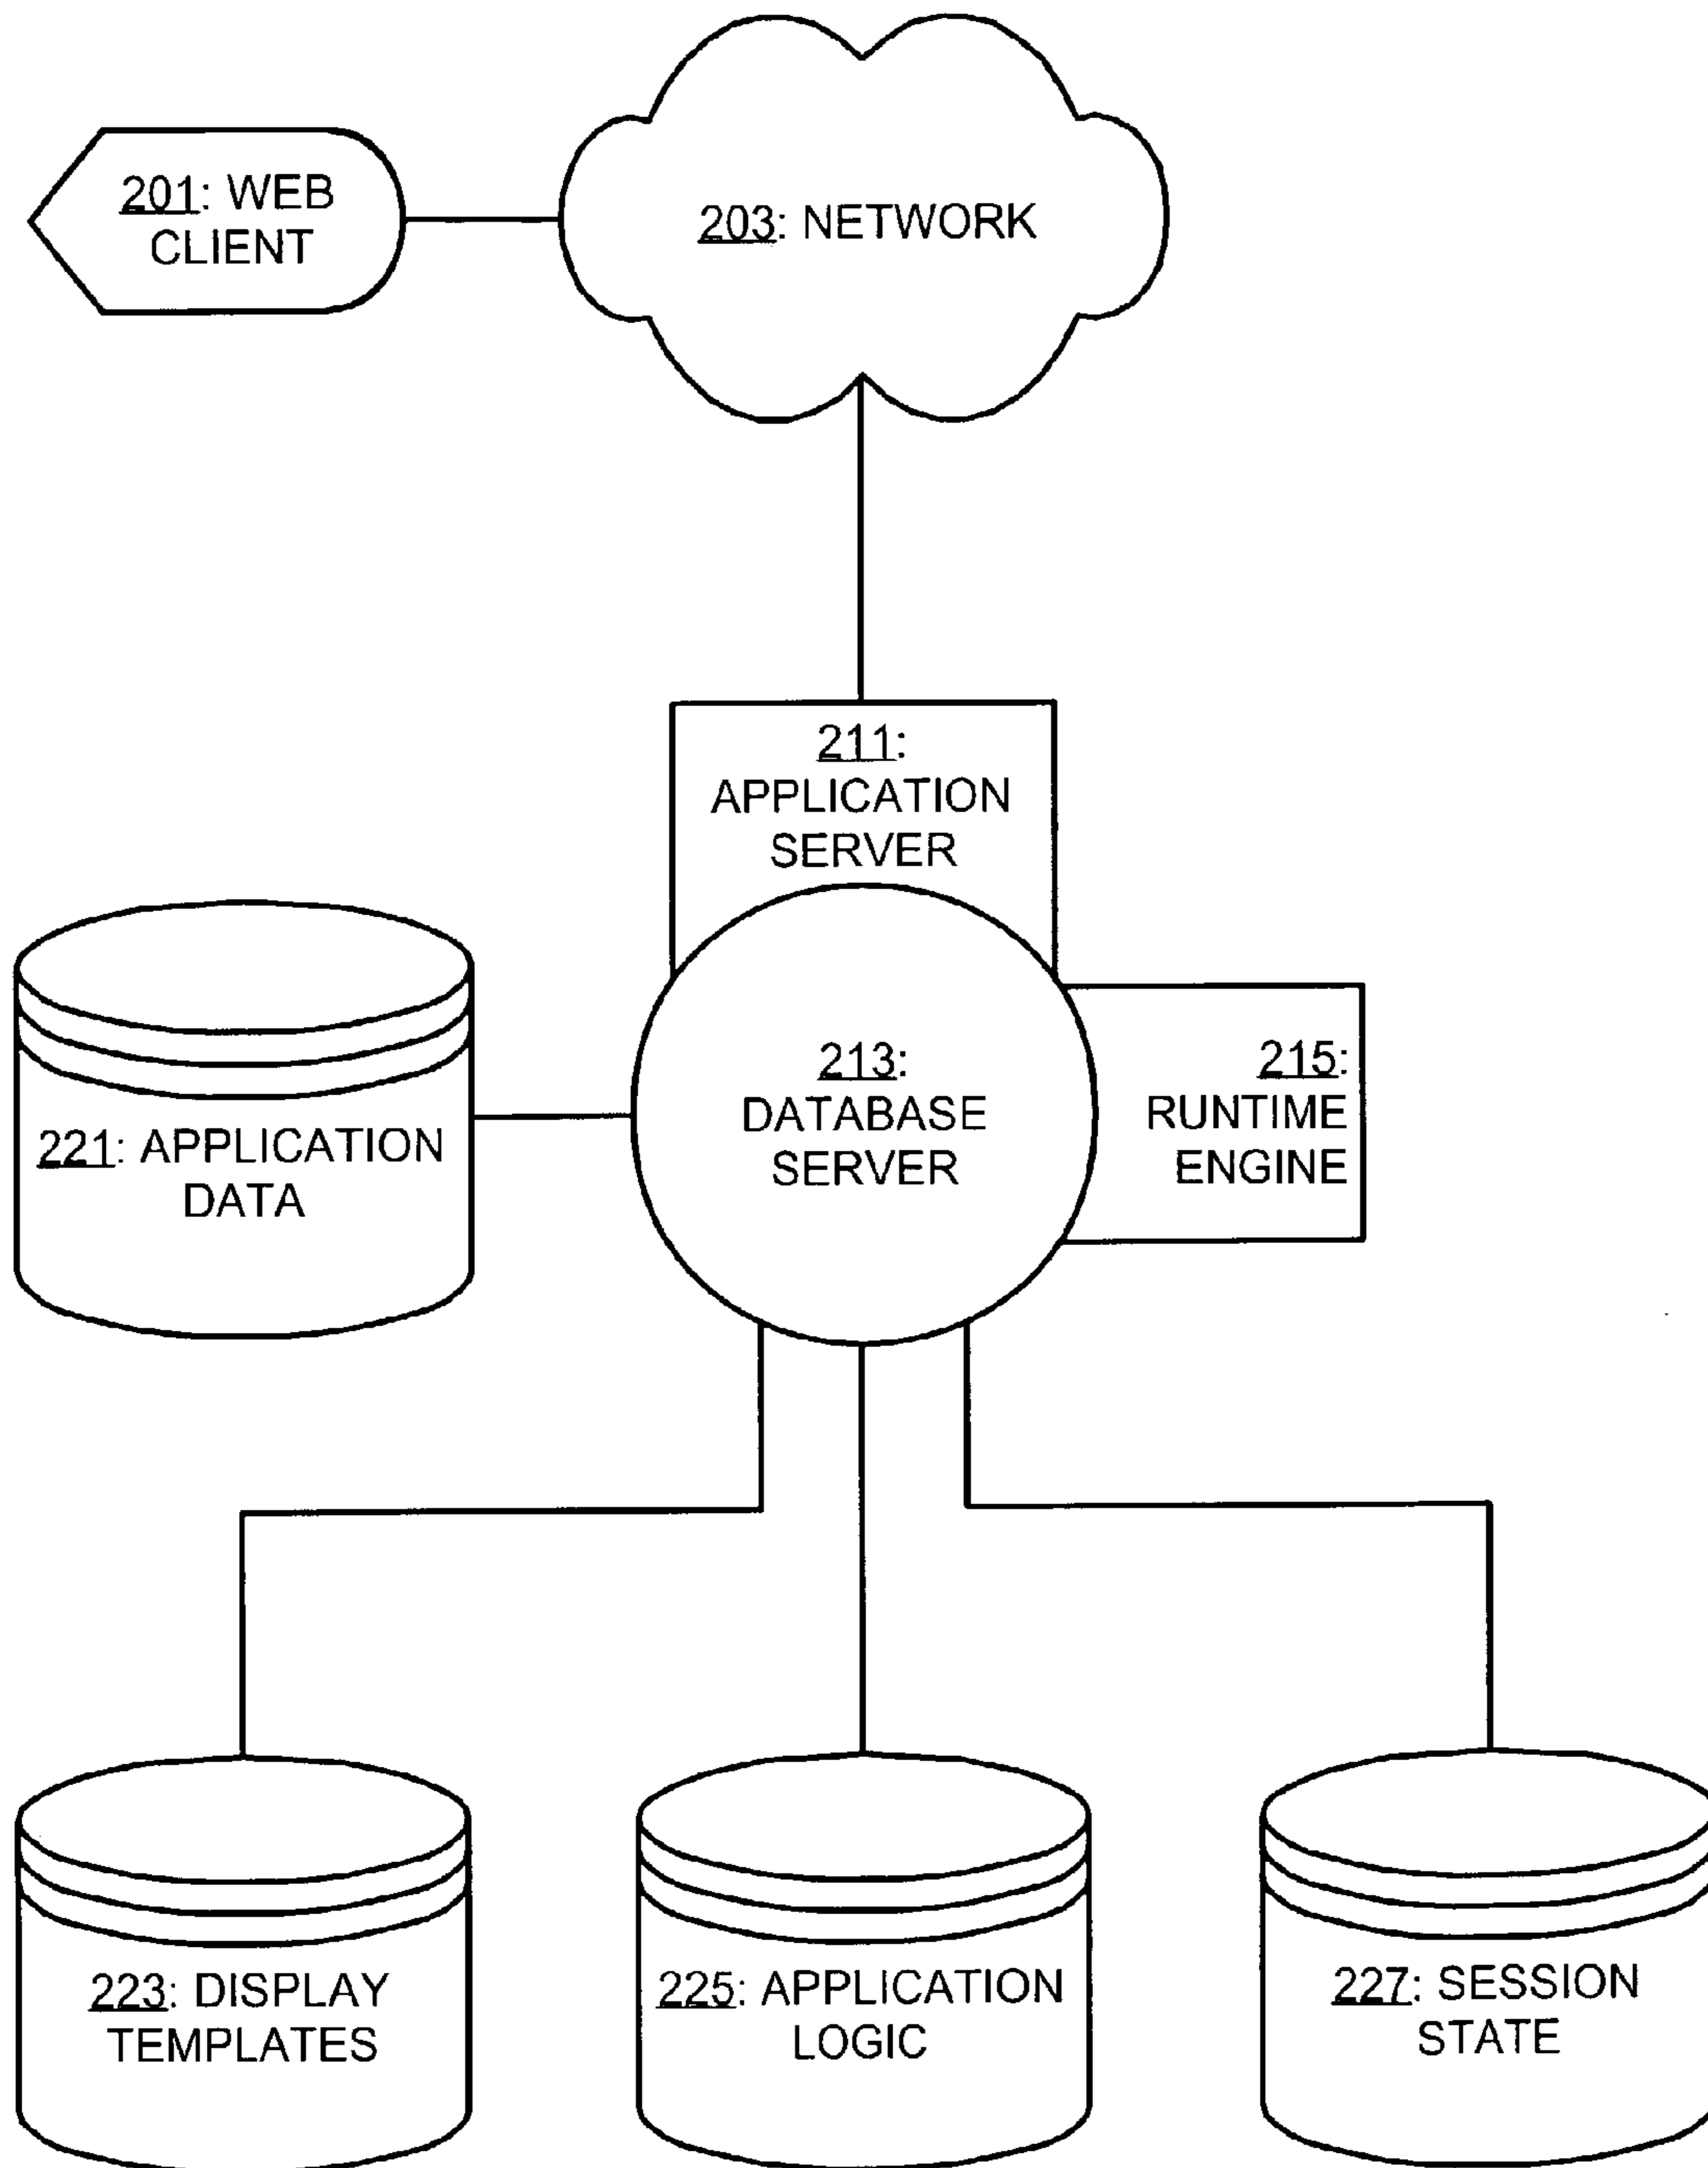 201: WEB
CLIENT
203: NETWORK
211:
APPLICATION
SERVER
213:
DATABASE
SERVER
215:
RUNTIME
ENGINE
221: APPLICATION
DATA
223: DISPLAY
TEMPLATES
225: APPLICATION
LOGIC
227: SESSION
STATE